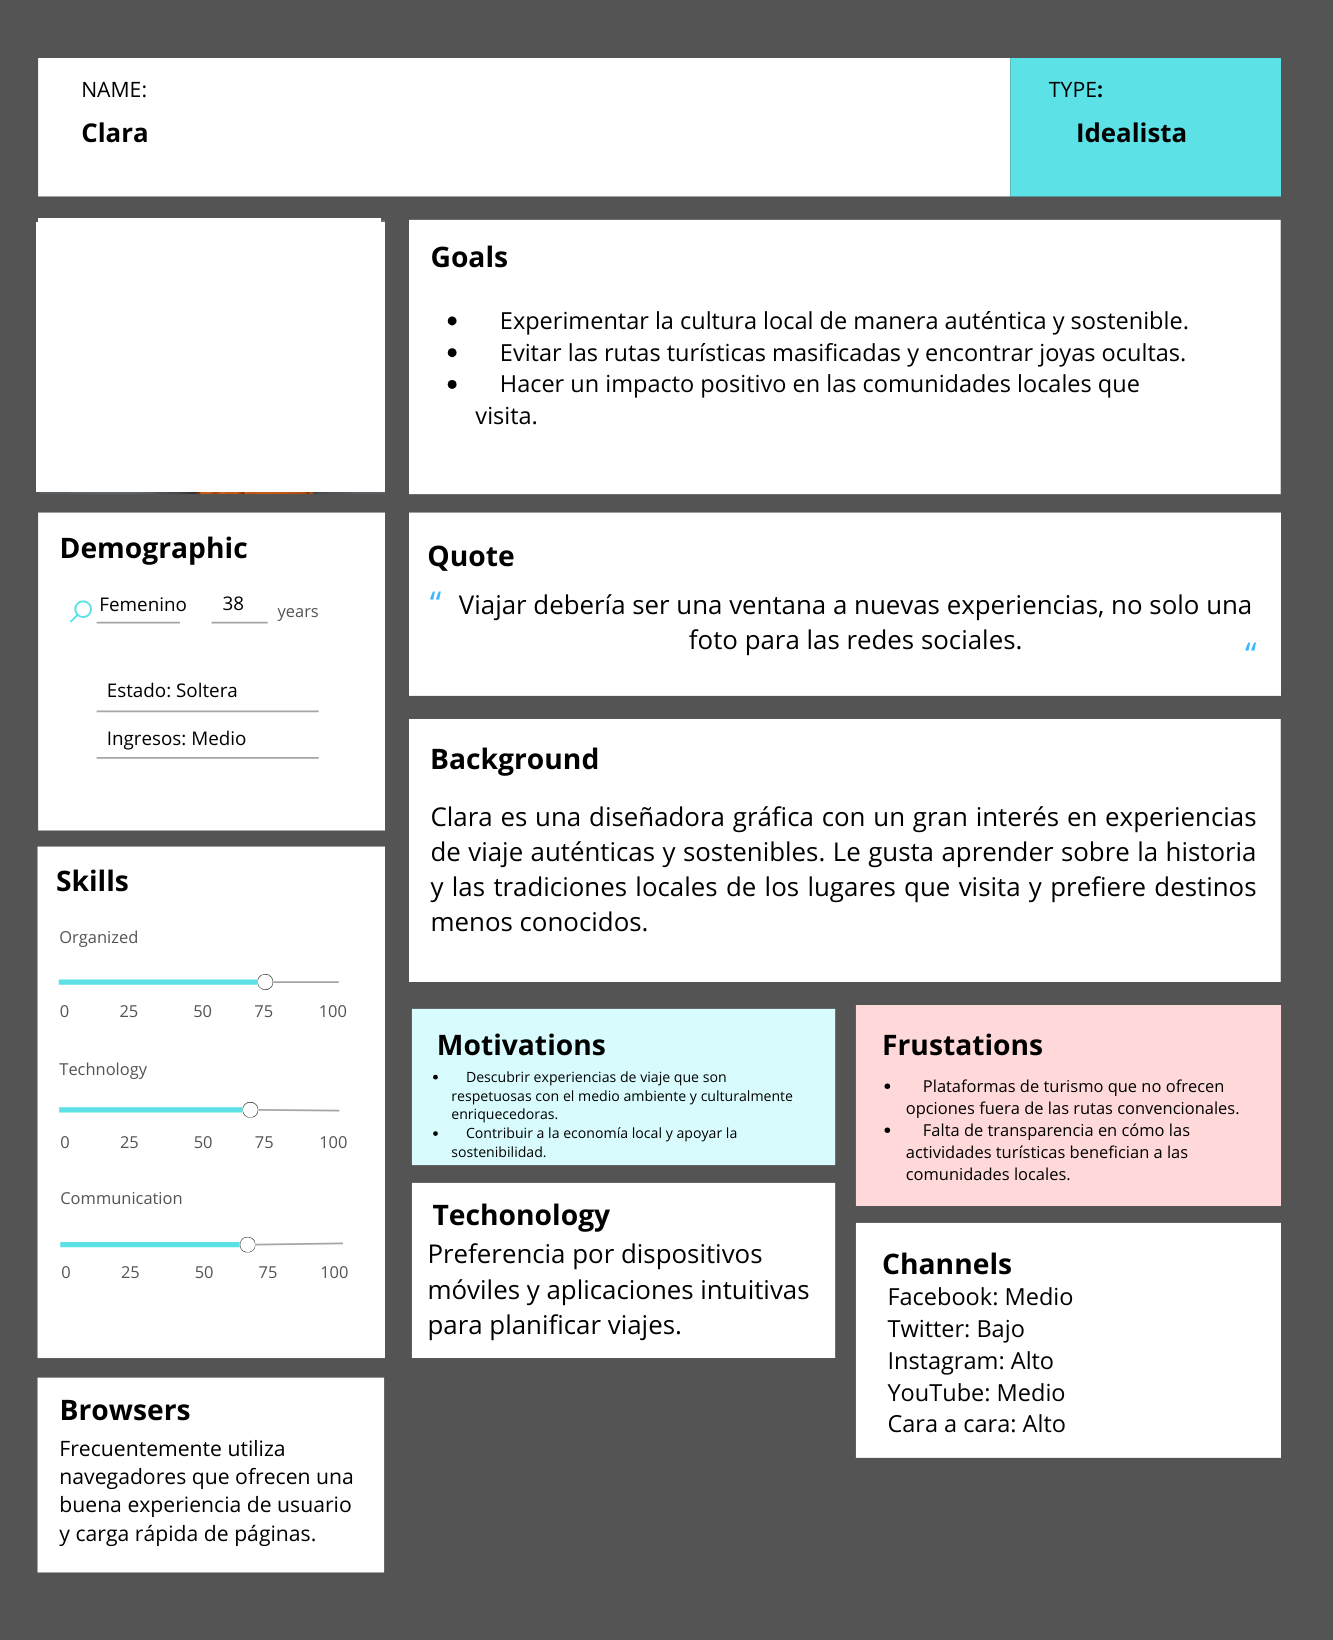 NAME:
Clara
TYPE:
Idealista
Goals
• Experimentar la cultura local de manera auténtica y sostenible.
• Evitar las rutas turísticas masificadas y encontrar joyas ocultas.
• Hacer un impacto positivo en las comunidades locales que
visita.
Demographic
Femenino 38 years
Estado: Soltera
Ingresos: Medio
Quote
“ Viajar debería ser una ventana a nuevas experiencias, no solo una
foto para las redes sociales. “
Background
Clara es una diseñadora gráfica con un gran interés en experiencias
de viaje auténticas y sostenibles. Le gusta aprender sobre la historia
y las tradiciones locales de los lugares que visita y prefiere destinos
menos conocidos.
Skills
Organized
0 25 50 75 100
Technology
0 25 50 75 100
Communication
0 25 50 75 100
Motivations
• Descubrir experiencias de viaje que son
respetuosas con el medio ambiente y culturalmente
enriquecedoras.
• Contribuir a la economía local y apoyar la
sostenibilidad.
Frustations
• Plataformas de turismo que no ofrecen
opciones fuera de las rutas convencionales.
• Falta de transparencia en cómo las
actividades turísticas benefician a las
comunidades locales.
Techonology
Preferencia por dispositivos
móviles y aplicaciones intuitivas
para planificar viajes.
Channels
Facebook: Medio
Twitter: Bajo
Instagram: Alto
YouTube: Medio
Cara a cara: Alto
Browsers
Frecuentemente utiliza
navegadores que ofrecen una
buena experiencia de usuario
y carga rápida de páginas.